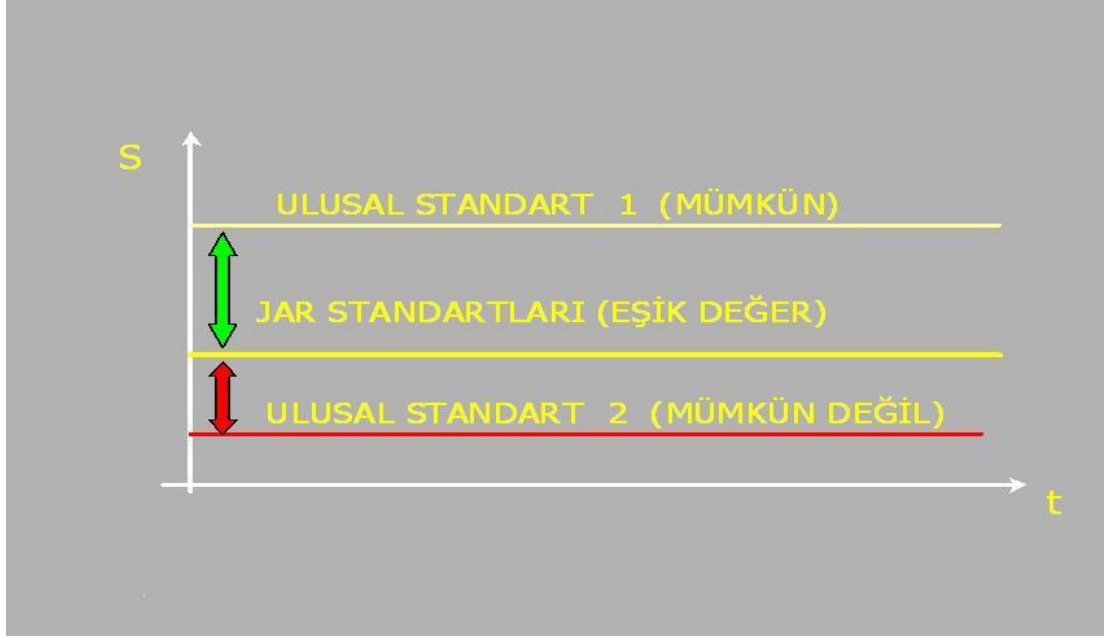 S
ULUSAL STANDART 1 (MÜMKÜN)
JAR STANDARTLARI (EŞİK DEĞER)
ULUSAL STANDART 2 (MÜMKÜN DEĞİL)
t